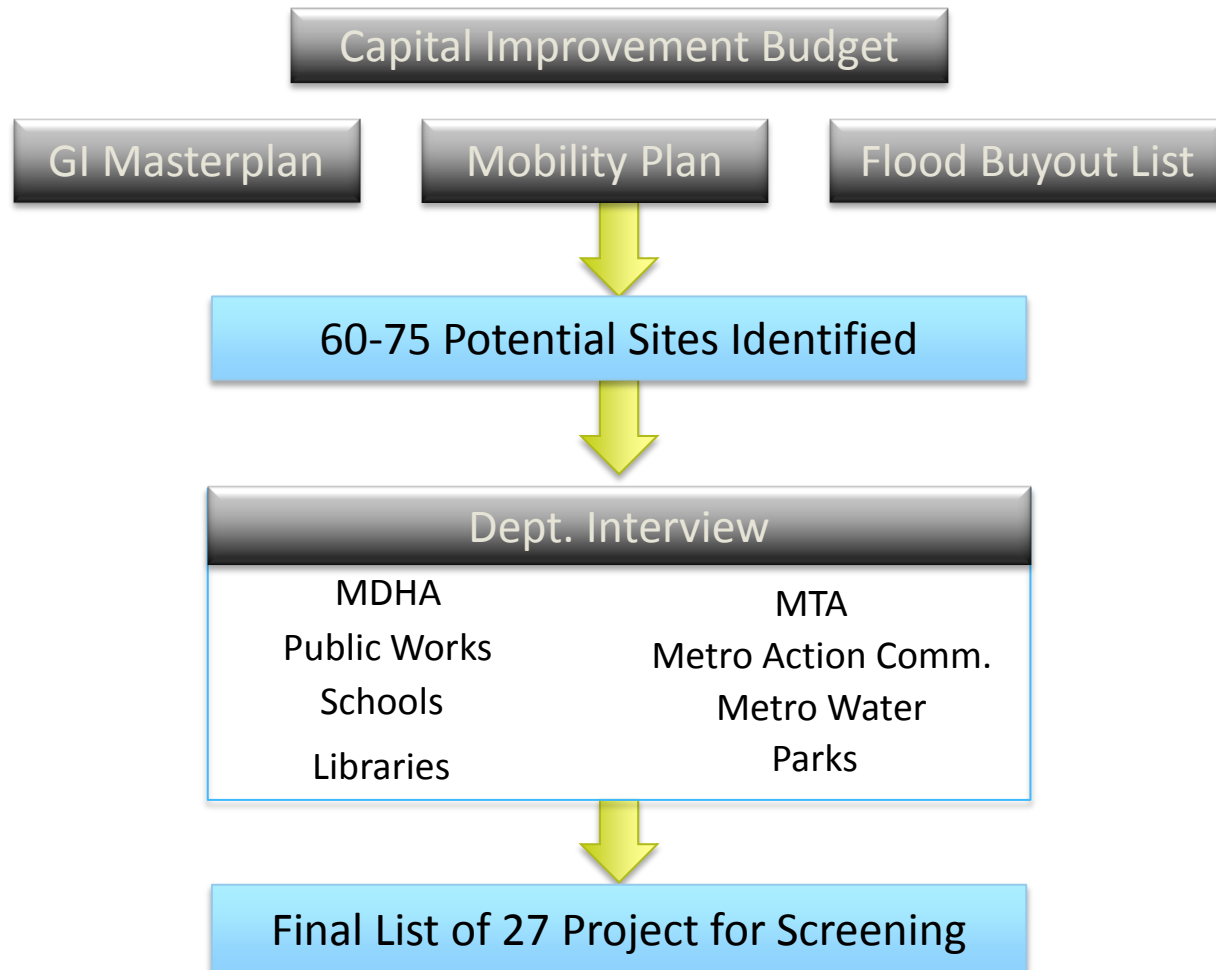 Capital Improvement Budget
GI Masterplan
Mobility Plan
Flood Buyout List
60-75 Potential Sites Identified
Dept. Interview
MDHA
Public Works
Schools
Libraries
MTA
Metro Action Comm.
Metro Water
Parks
Final List of 27 Project for Screening